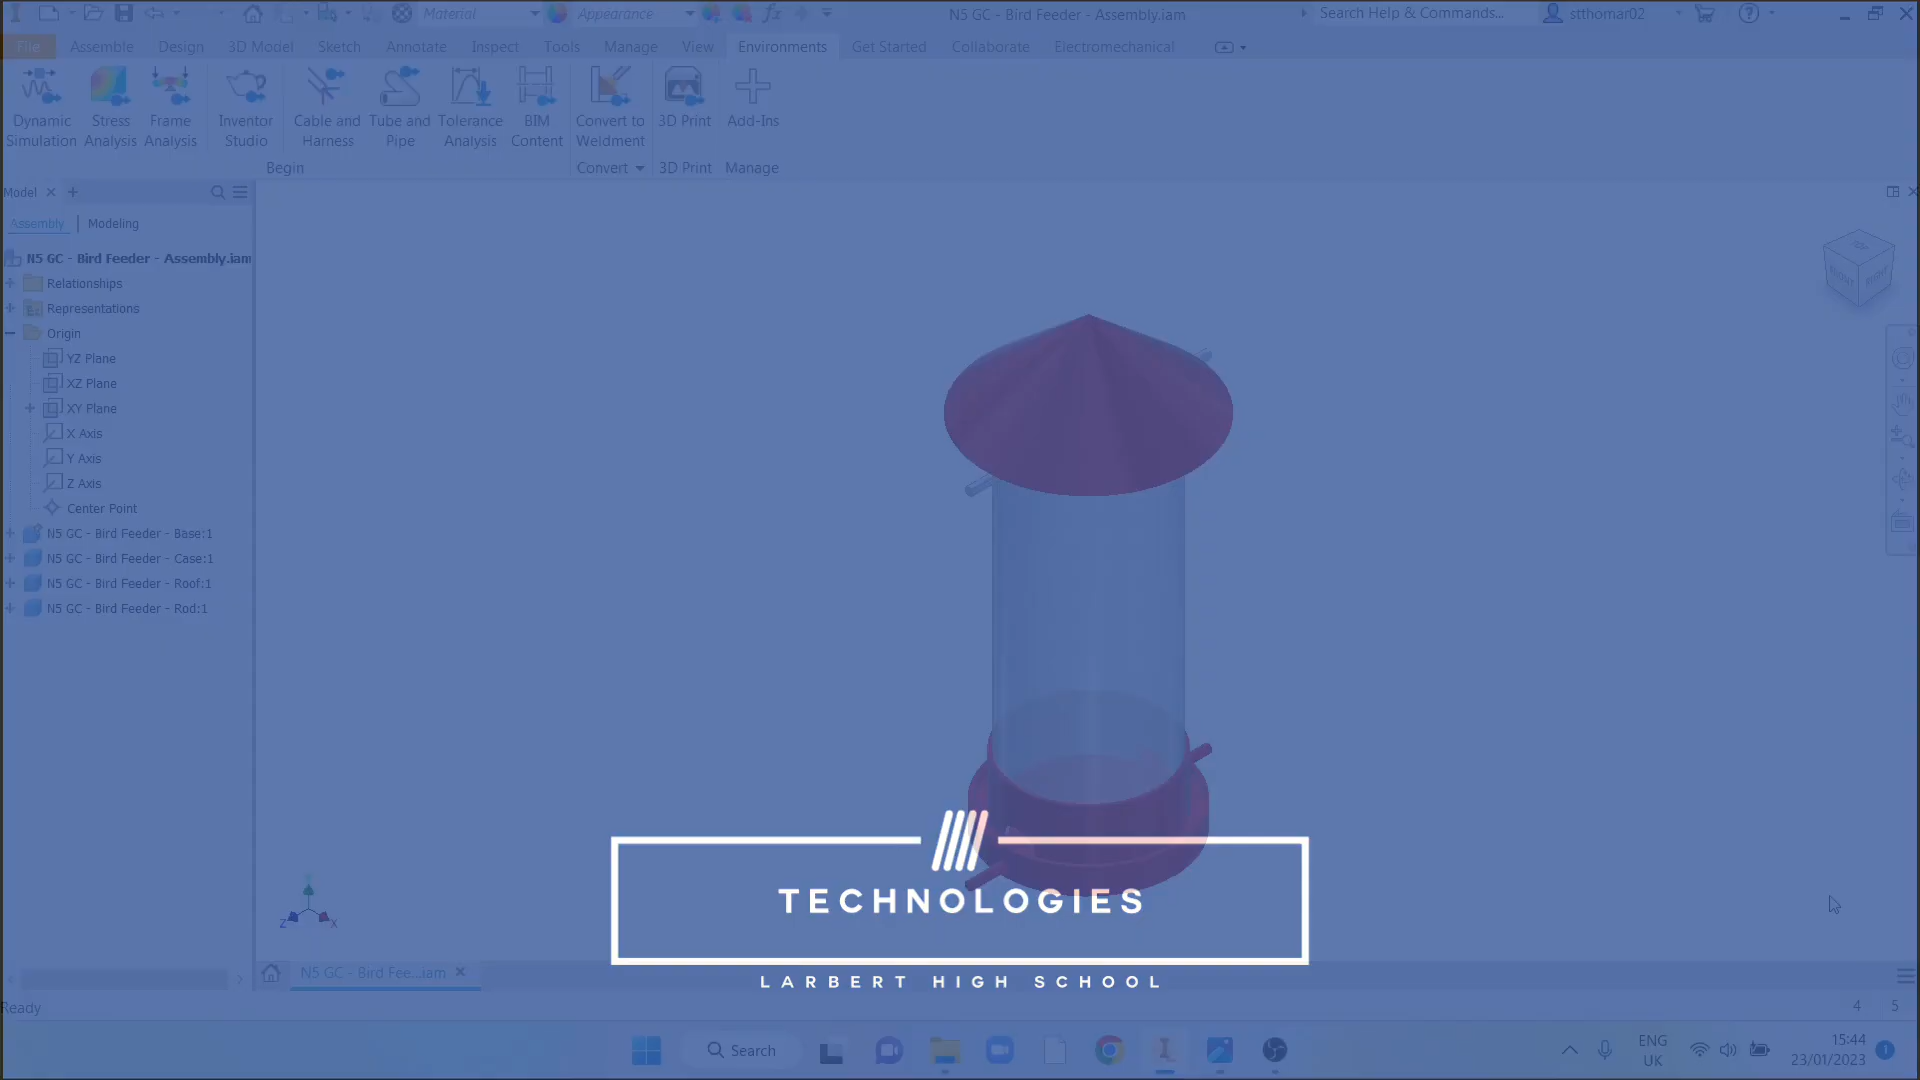 Material
Appearance
fx
N5 GC - Bird Feeder - Assembly.iam
Search Help & Commands...
stthomar02
File
Assemble
Design
3D Model
Sketch
Annotate
Inspect
Tools
Manage
View
Environments
Get Started
Collaborate
Electromechanical
Dynamic Simulation
Stress Analysis
Frame Analysis
Inventor Studio
Cable and Harness
Tube and Pipe
Tolerance Analysis
BIM Content
Convert to Weldment
3D Print
Add-Ins
Begin
Convert
3D Print
Manage
Model
Assembly
Modeling
N5 GC - Bird Feeder - Assembly.iam
Relationships
Representations
Origin
YZ Plane
XZ Plane
XY Plane
X Axis
Y Axis
Z Axis
Center Point
N5 GC - Bird Feeder - Base:1
N5 GC - Bird Feeder - Case:1
N5 GC - Bird Feeder - Roof:1
N5 GC - Bird Feeder - Rod:1
RIGHT
Z
X
TECHNOLOGIES
LARBERT HIGH SCHOOL
N5 GC - Bird Fee...iam
Ready
4
5
Search
ENG
UK
15:44
23/01/2023
1